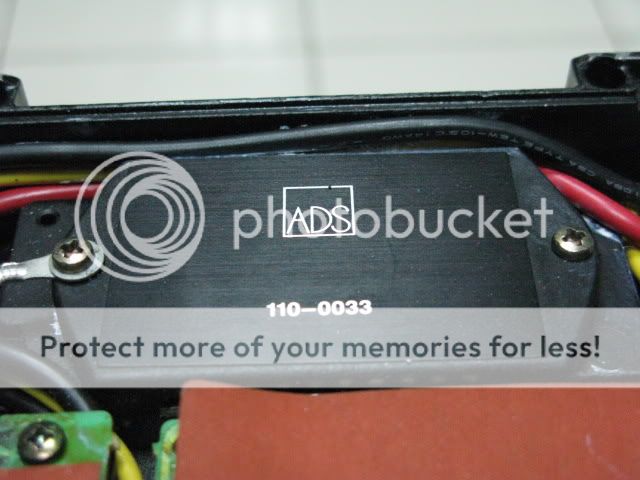 photobucket
ADS
110-0033
Protect more of your memories for less!